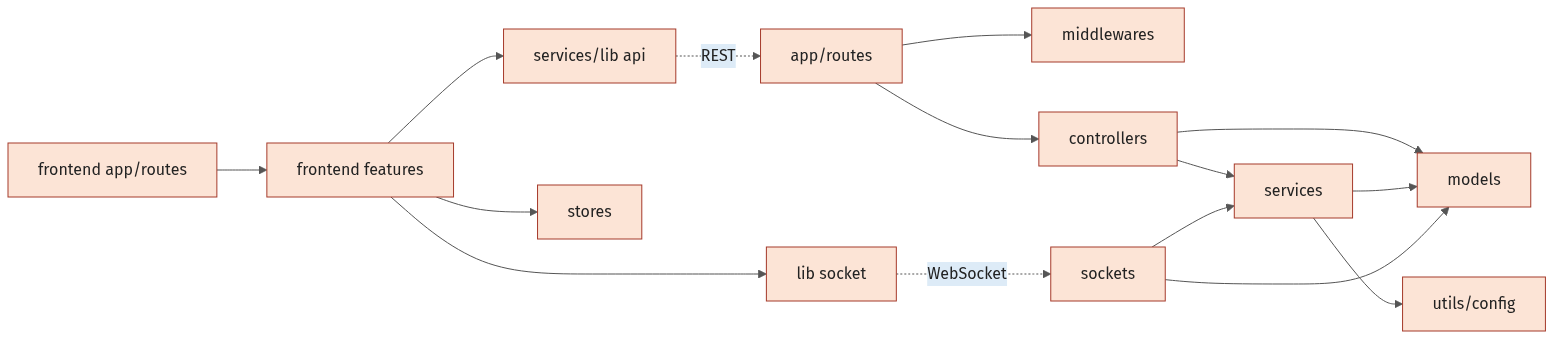 frontend app/routes
frontend features
services/lib api
stores
lib socket
REST
WebSocket
app/routes
middlewares
controllers
sockets
services
models
utils/config